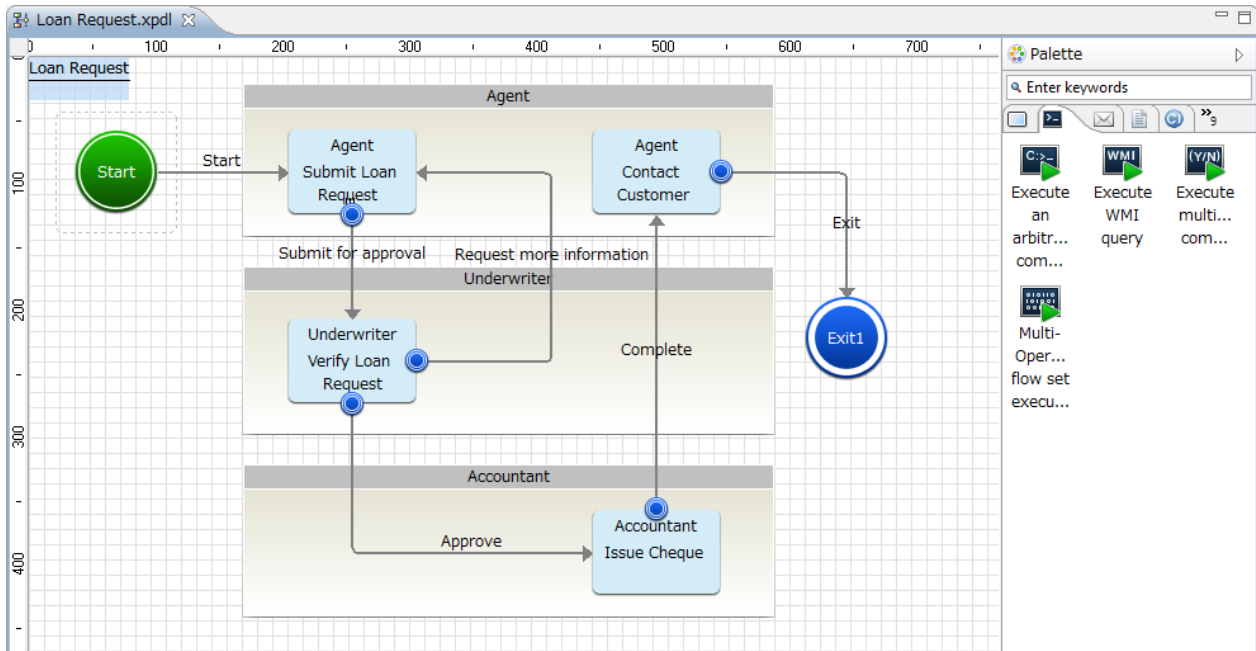 Loan Request.xpdl
0 100 200 300 400 500 600 700
Loan Request
0
100
200
300
400
Agent
Agent
Submit Loan
Request
Agent
Contact
Customer
Start
Start
Exit
Submit for approval
Request more information
Underwriter
Underwriter
Verify Loan
Request
Complete
Exit1
Accountant
Approve
Accountant
Issue Cheque
Palette
Enter keywords
»9
C:>_
Execute
an
arbitr...
com...
WMI
Execute
WMI
query
(Y/N)
Execute
multi...
com...
Multi-
Oper...
flow set
execu...